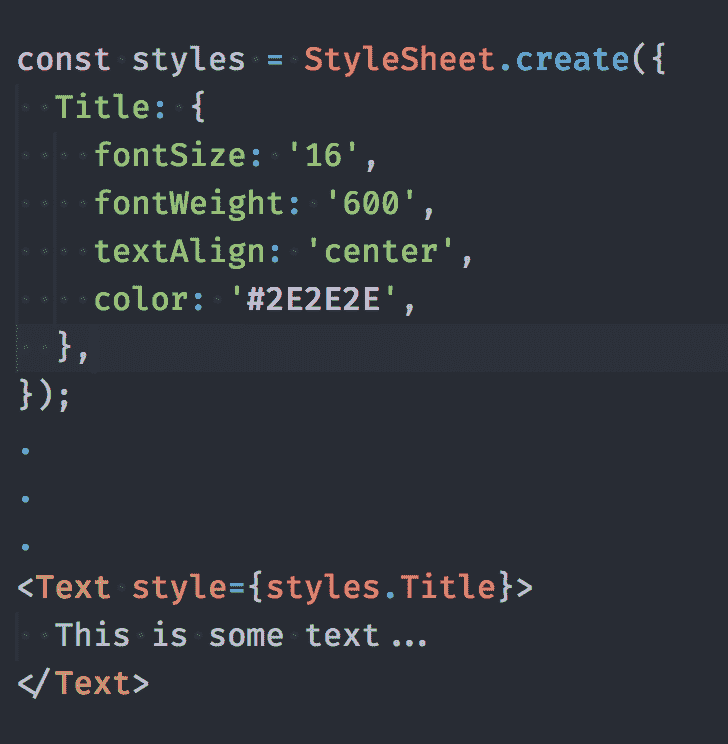 const styles = StyleSheet.create({
  Title: {
    fontSize: '16',
    fontWeight: '600',
    textAlign: 'center',
    color: '#2E2E2E',
  },
});
.
.
.
<Text style={styles.Title}>
  This is some text...
</Text>